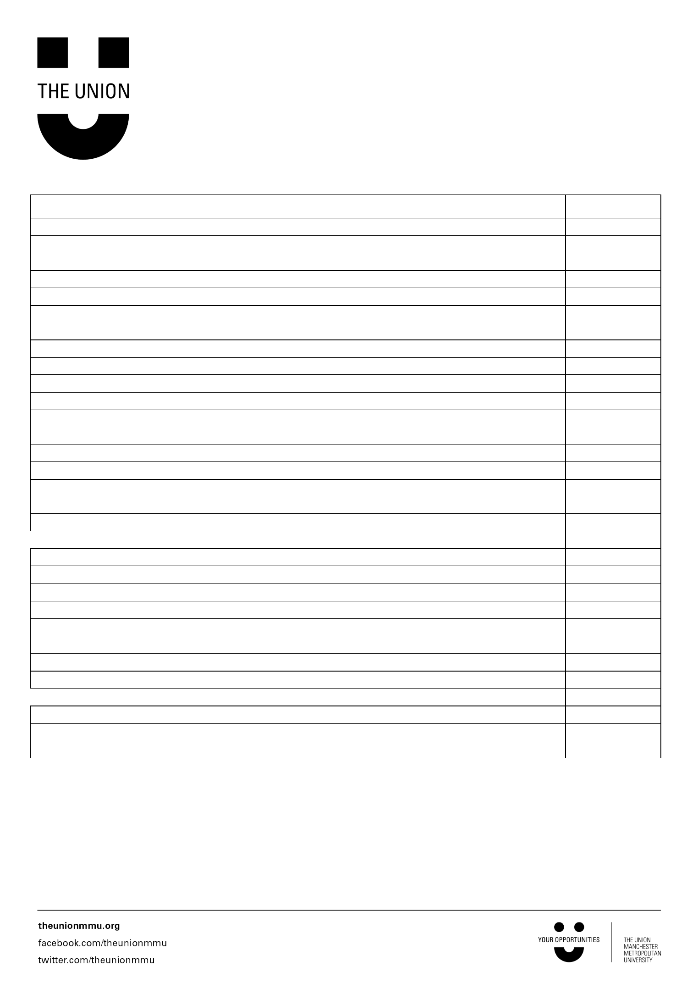 THE UNION
theunionmmu.org
facebook.com/theunionmmu
twitter.com/theunionmmu
YOUR OPPORTUNITIES
THE UNION
MANCHESTER
METROPOLITAN
UNIVERSITY